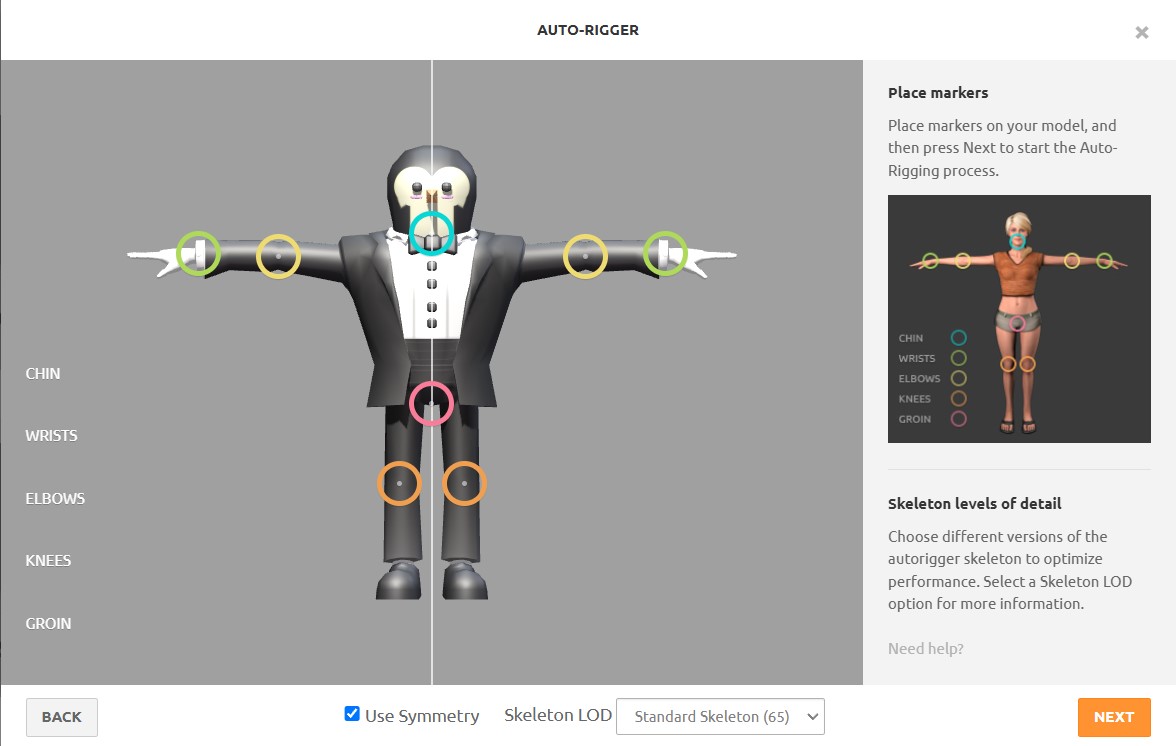 AUTO-RIGGER
×
Place markers
Place markers on your model, and
then press Next to start the Auto-
Rigging process.
CHIN
WRISTS
ELBOWS
KNEES
GROIN
CHIN
WRISTS
ELBOWS
KNEES
GROIN
Skeleton levels of detail
Choose different versions of the
autorigger skeleton to optimize
performance. Select a Skeleton LOD
option for more information.
Need help?
BACK
Use Symmetry
Skeleton LOD
Standard Skeleton (65)
NEXT